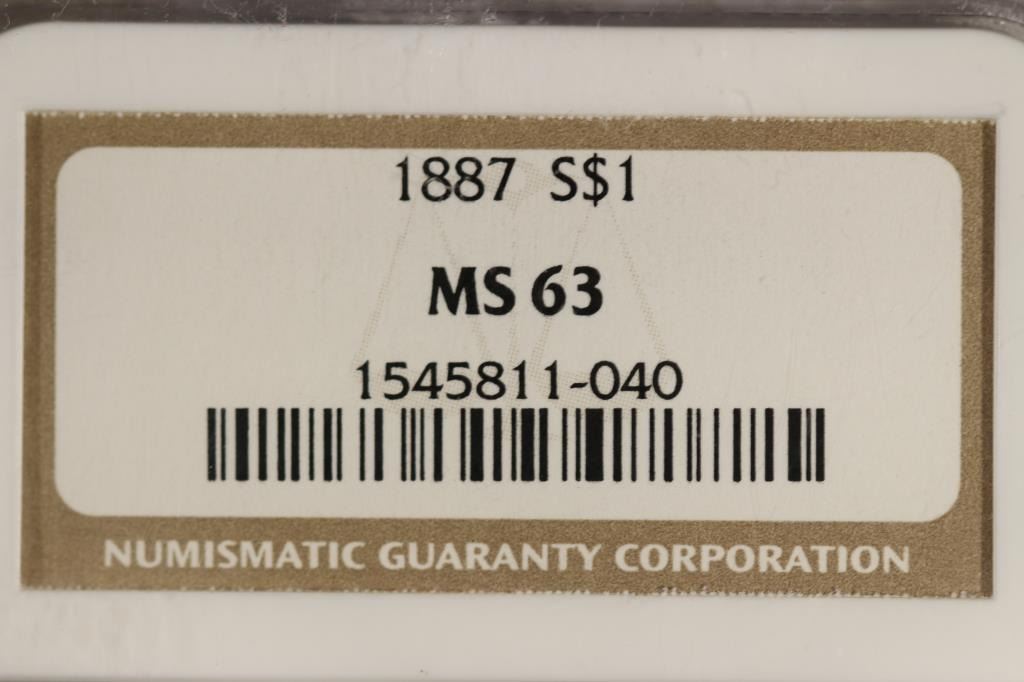 1887 S$1
MS 63
1545811-040
NUMISMATIC GUARANTY CORPORATION